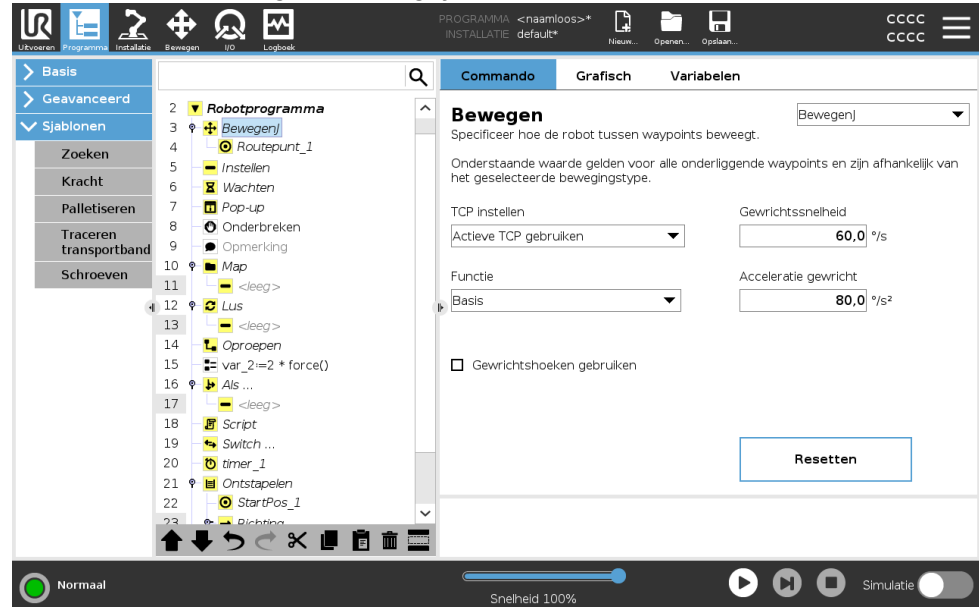 PROGRAMMA <naamloos>*
INSTALLATIE default*
Uitvoeren
Programma
Installatie
Bewegen
I/O
Logboek
Nieuw...
Openen...
Opslaan...
cccc
cccc
Basis
Geavanceerd
Sjablonen
Zoeken
Kracht
Palletiseren
Traceren
transportband
Schroeven
2 Robotprogramma
3 BewegenJ
4 Routepunt_1
5 Instellen
6 Wachten
7 Pop-up
8 Onderbreken
9 Opmerking
10 Map
11 <leeg>
12 Lus
13 <leeg>
14 Oproepen
15 var_2:=2 * force()
16 Als ...
17 <leeg>
18 Script
19 Switch ...
20 timer_1
21 Ontstapelen
22 StartPos_1
23 Richting
Commando
Grafisch
Variabelen
Bewegen
BewegenJ
Specificeer hoe de robot tussen waypoints beweegt.
Onderstaande waarde gelden voor alle onderliggende waypoints en zijn afhankelijk van
het geselecteerde bewegingstype.
TCP instellen
Gewrichtssnelheid
Actieve TCP gebruiken
60,0 °/s
Functie
Acceleratie gewricht
Basis
80,0 °/s²
Gewrichtshoeken gebruiken
Resetten
Normaal
Snelheid 100%
Simulatie